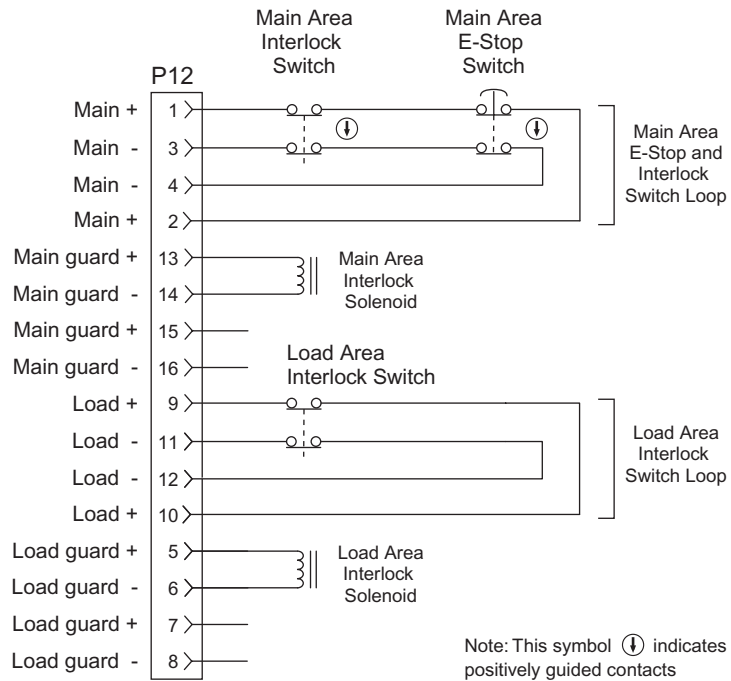 Main Area
Interlock
Switch
Main Area
E-Stop
Switch
P12
Main + 1
Main - 3
Main - 4
Main + 2
Main Area
E-Stop and
Interlock
Switch Loop
Main guard + 13
Main guard - 14
Main guard + 15
Main guard - 16
Main Area
Interlock
Solenoid
Load Area
Interlock Switch
Load + 9
Load - 11
Load - 12
Load + 10
Load Area
Interlock
Switch Loop
Load guard + 5
Load guard - 6
Load guard + 7
Load guard - 8
Load Area
Interlock
Solenoid
Note: This symbol indicates
positively guided contacts